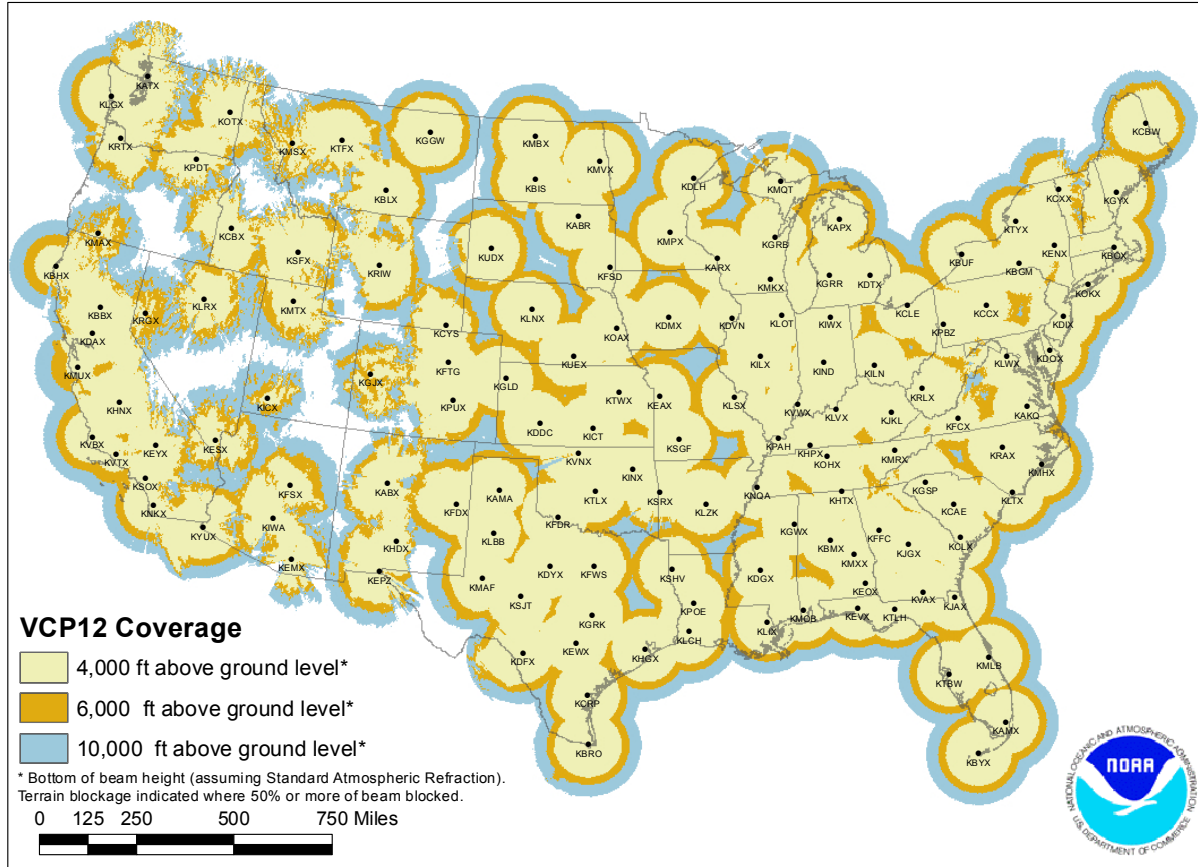 KATX
KLGX
KCBW
KOTX
KRTX
KMSX
KTFX
KGGW
KMBX
KPDT
KMVX
KDLH
KMQT
KBIS
KBLX
KCXX
KGYX
KABR
KAPX
KTYX
KMAX
KCBX
KMPX
KGRB
KENX
KBOX
KSFX
KUDX
KARX
KBUF
KBGM
KBHX
KRIW
KFSD
KMKX
KGRR
KDTX
KOKX
KLRX
KMTX
KBBX
KRGX
KLNX
KCLE
KCCX
KDMX
KDVN
KLOT
KIWX
KDIX
KCYS
KOAX
KPBZ
KDAX
KMUX
KFTG
KUEX
KILX
KIND
KILN
KLWX
KDOX
KGJX
KGLD
KRLX
KICX
KHNX
KPUX
KTWX
KEAX
KLSX
KVWX
KLVX
KJKL
KAKQ
KFCX
KVBX
KESX
KDDC
KICT
KSGF
KPAH
KEYX
KVTX
KVNX
KHPX
KOHX
KMRX
KRAX
KMHX
KINX
KSOX
KFSX
KABX
KAMA
KNQA
KGSP
KNKX
KFDX
KTLX
KSRX
KLZK
KHTX
KCAE
KLTX
KIWA
KYUX
KFDR
KGWX
KLBB
KHDX
KBMX
KFFC
KJGX
KCLX
KEMX
KEPZ
KMXX
KMAF
KDYX
KFWS
KSHV
KDGX
KEOX
KVAX
KJAX
KSJT
KPOE
KGRK
KMOB
KEVX
KTLH
KLIX
KLCH
KEWX
KHGX
KDFX
KMLB
KTBW
KCRP
KAMX
KBRO
KBYX
VCP12 Coverage
4,000 ft above ground level*
6,000 ft above ground level*
10,000 ft above ground level*
* Bottom of beam height (assuming Standard Atmospheric Refraction).
Terrain blockage indicated where 50% or more of beam blocked.
0 125 250 500 750 Miles
NATIONAL OCEANIC AND ATMOSPHERIC ADMINISTRATION
NOAA
U.S. DEPARTMENT OF COMMERCE